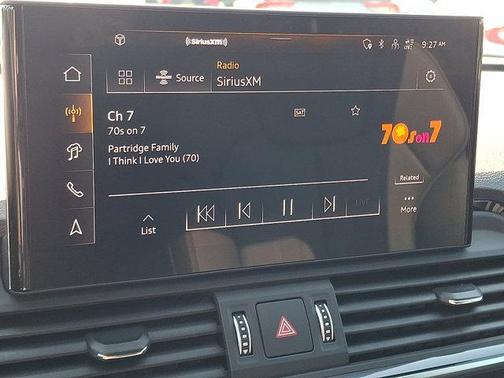 ((SiriusXM))
9:27 AM
Radio
Source
SiriusXM
Ch 7
70s on 7
SAT
70s on 7
Partridge Family
I Think I Love You (70)
Related
LIVE
List
More